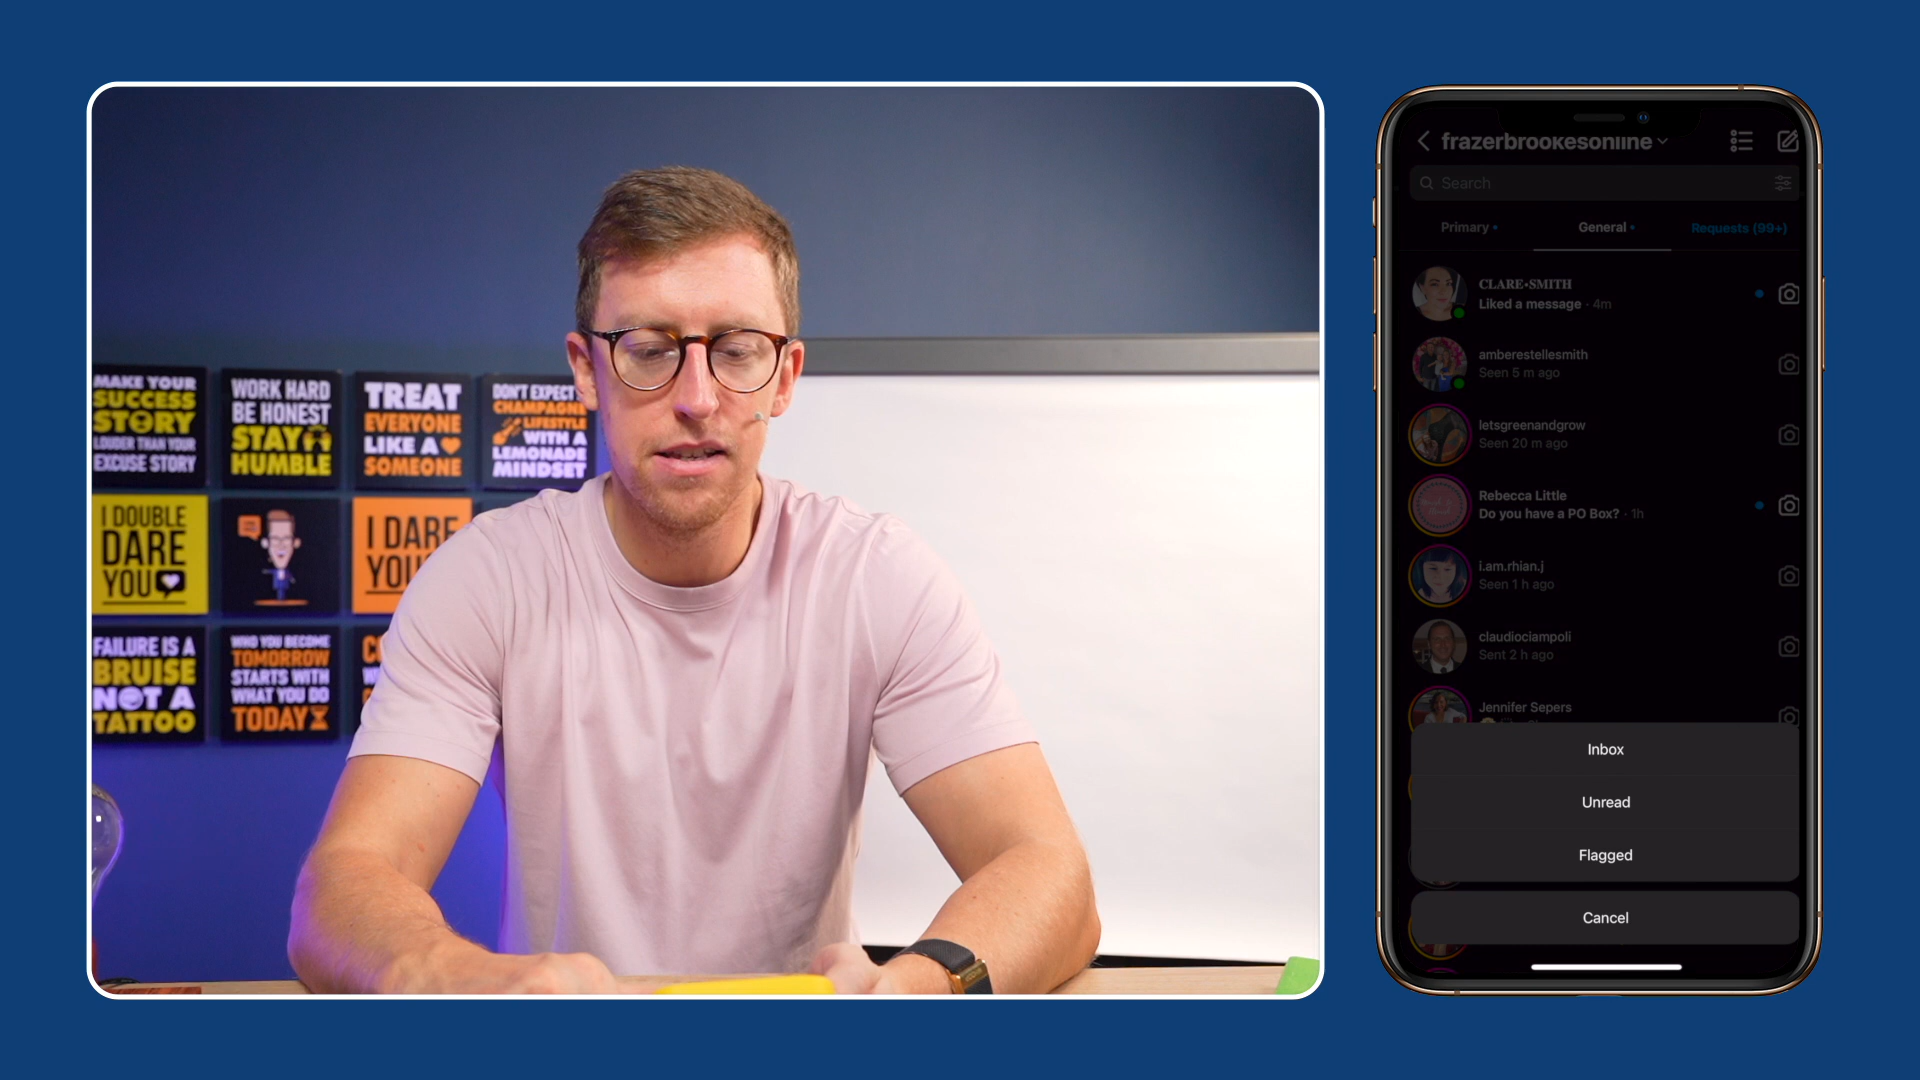 MAKE YOUR
SUCCESS
STORY
LOUDER THAN YOUR
EXCUSE STORY
WORK HARD
BE HONEST
STAY
HUMBLE
TREAT
EVERYONE
LIKE A
SOMEONE
DON'T EXPECT
CHAMPAGNE
LIFESTYLE
WITH A
LEMONADE
MINDSET
I DOUBLE
DARE
YOU
I DARE
YOU
FAILURE IS A
BRUISE
NOT A
TATTOO
WHO YOU BECOME
TOMORROW
STARTS WITH
WHAT YOU DO
TODAY
frazerbrookesonline
Search
Primary •
General •
Requests (99+)
CLARE•SMITH
Liked a message · 4m
amberestellesmith
Seen 5 m ago
letsgreenandgrow
Seen 20 m ago
Rebecca Little
Do you have a PO Box? · 1h
i.am.rhian.j
Seen 1 h ago
claudiociampoli
Sent 2 h ago
Jennifer Sepers
Inbox
Unread
Flagged
Cancel